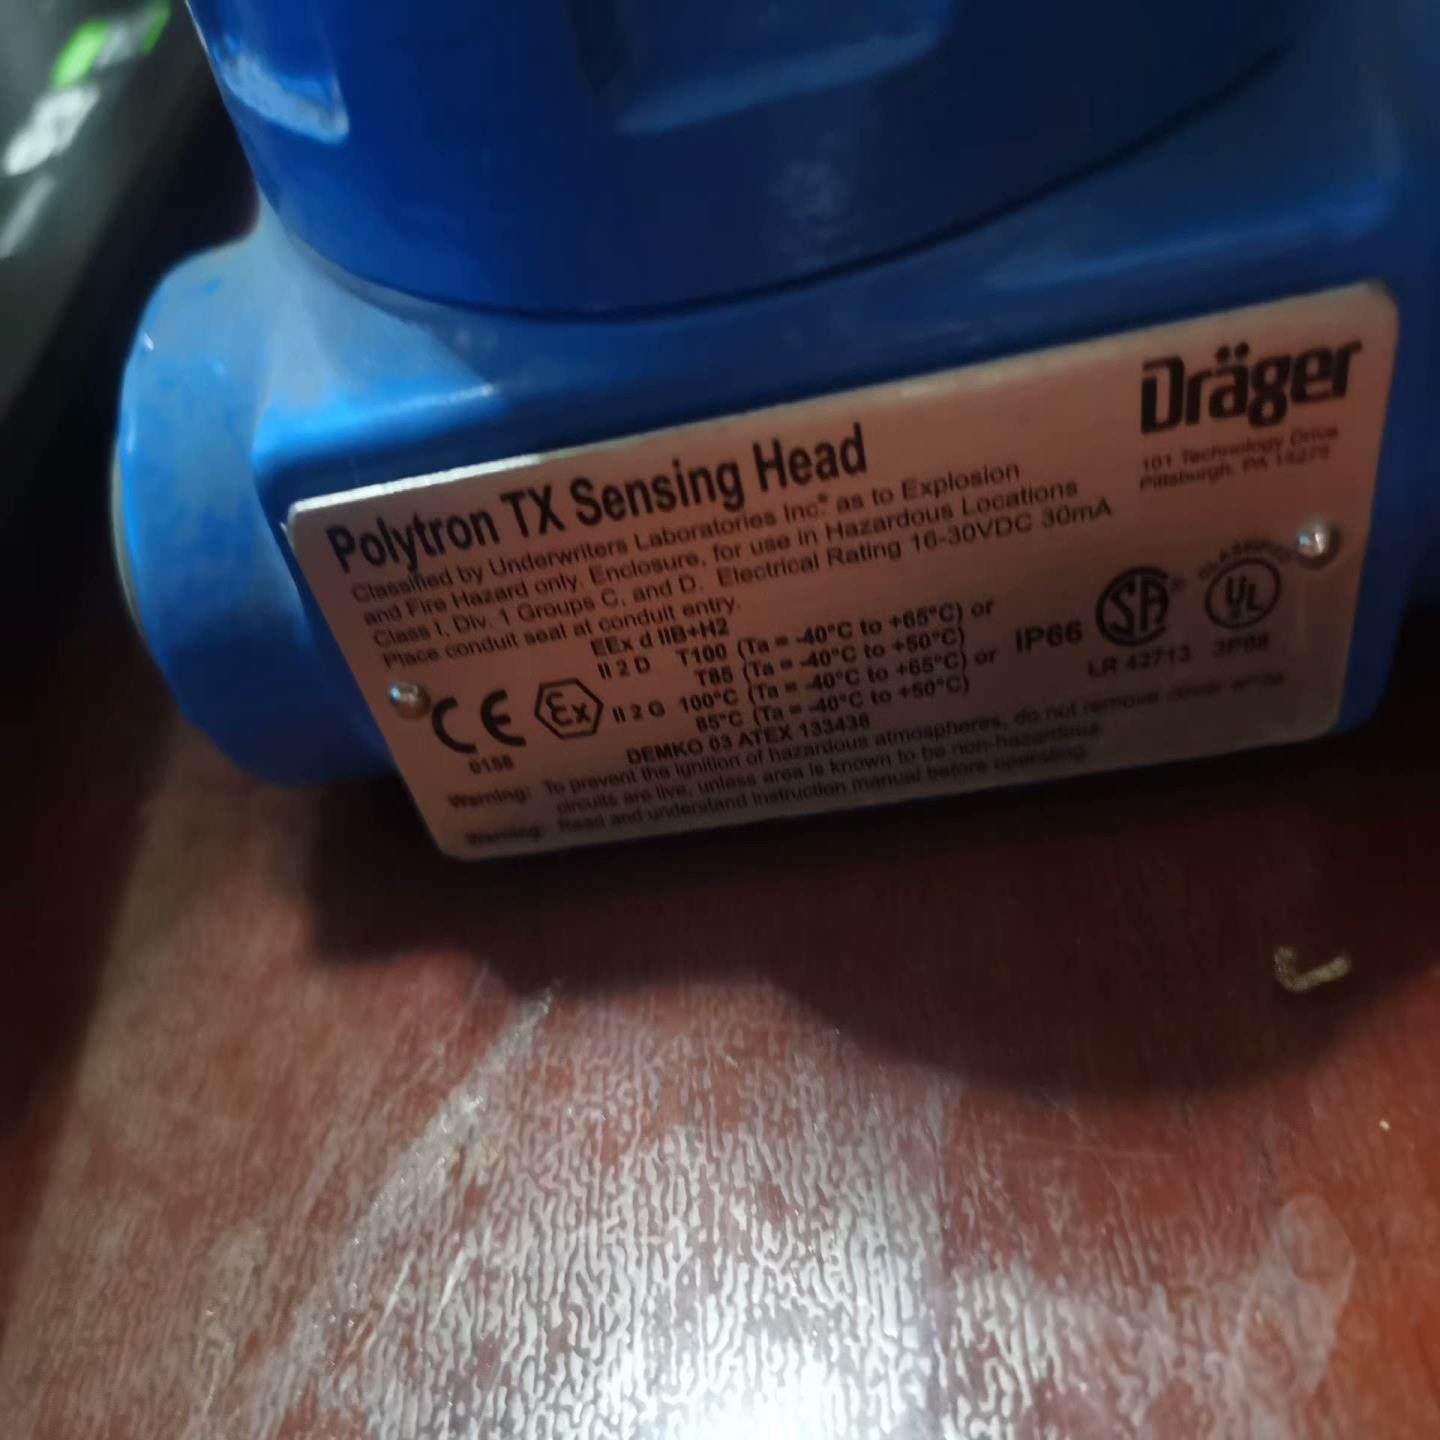 Dräger
101 Technology Drive
Pittsburgh, PA 15275
Polytron TX Sensing Head
Classified by Underwriters Laboratories Inc.® as to Explosion
and Fire Hazard only. Enclosure, for use in Hazardous Locations
Class I, Div. 1 Groups C, and D. Electrical Rating 16-30VDC 30mA
Place conduit seal at conduit entry.
EEx d IIB+H2
II 2 D T100 (Ta = -40°C to +65°C) or
T85 (Ta = -40°C to +50°C)
II 2 G 100°C (Ta = -40°C to +65°C) or
85°C (Ta = -40°C to +50°C)
DEMKO 03 ATEX 133438
CE
0158
Ex
IP66
SA
LR 42713
CLASSIFIED
UL
Warning: To prevent the ignition of hazardous atmospheres, do not remove cover
circuits are live, unless area is known to be non-hazardous.
Warning: Read and understand instruction manual before operating.